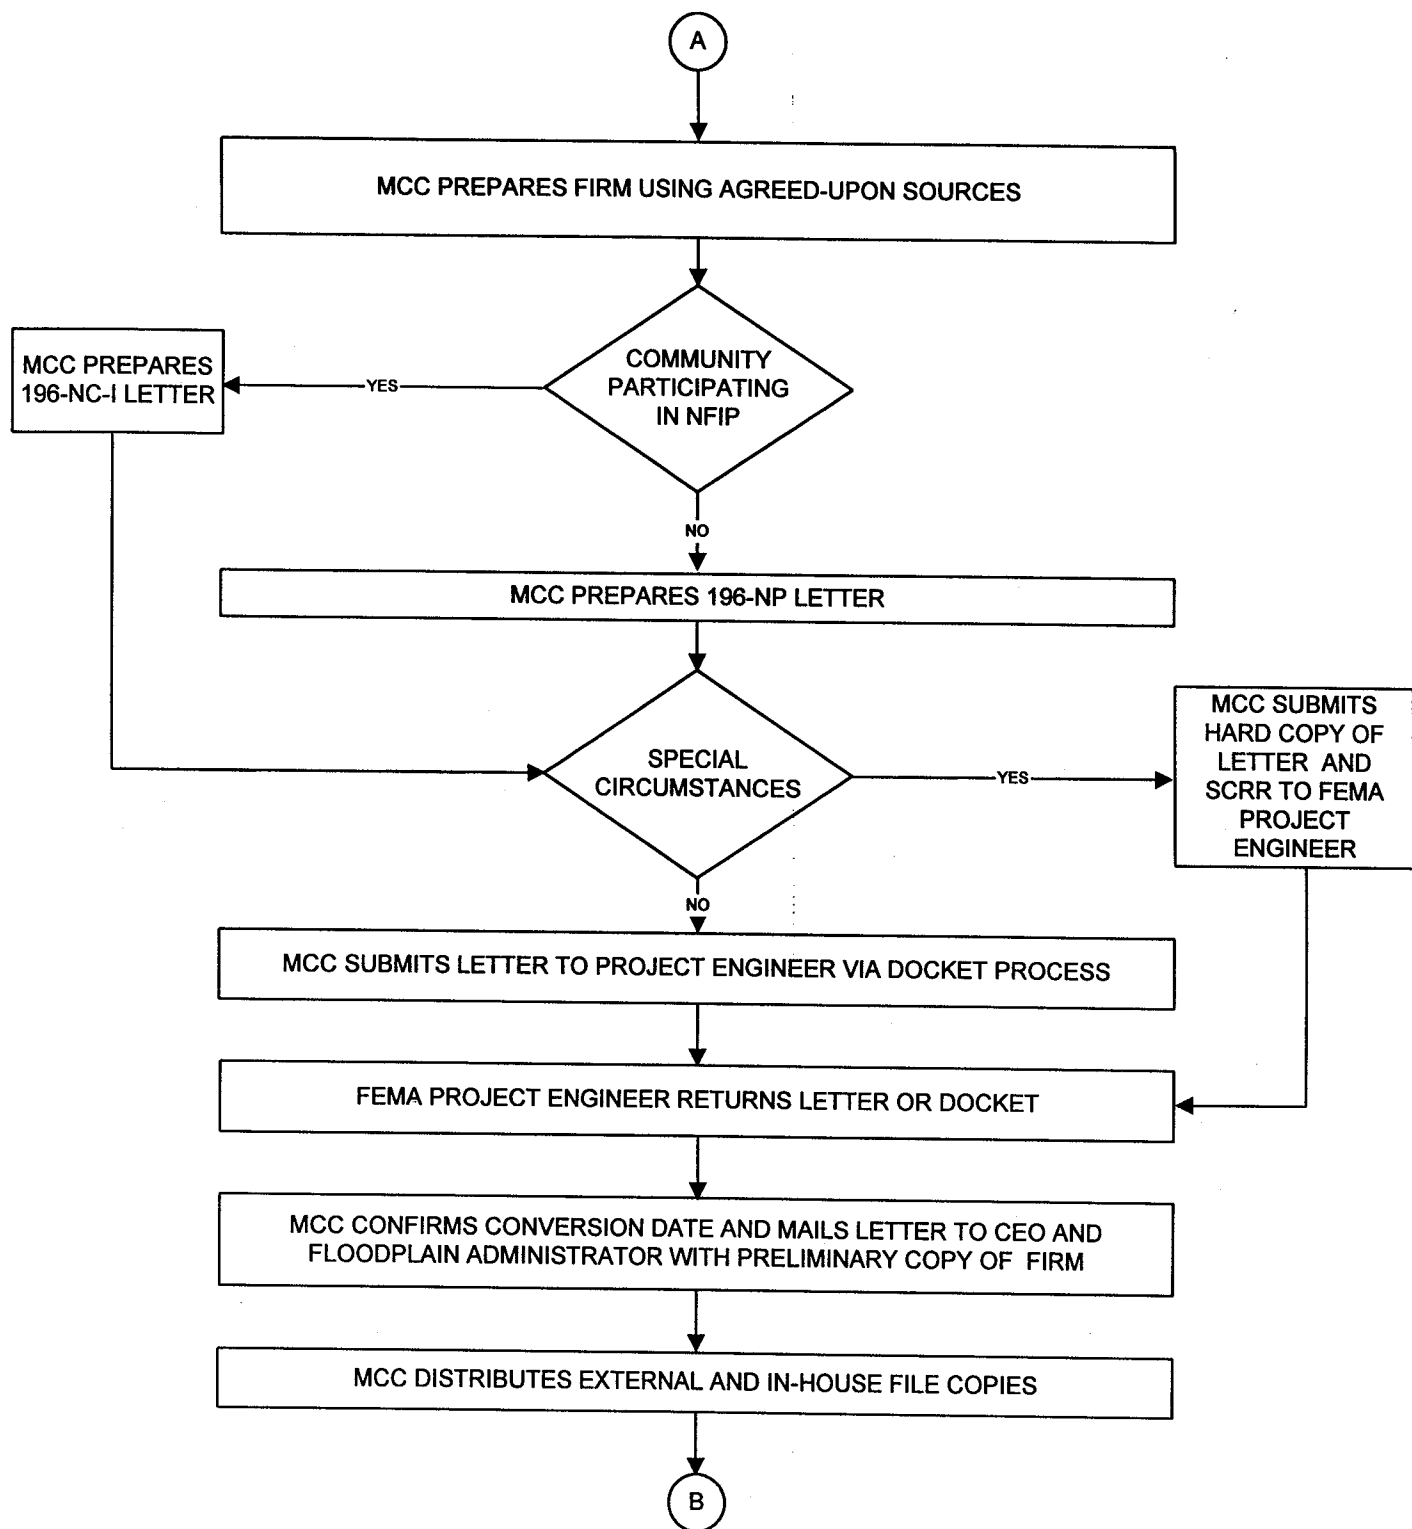 A
MCC PREPARES FIRM USING AGREED-UPON SOURCES
COMMUNITY
PARTICIPATING
IN NFIP
YES
MCC PREPARES
196-NC-I LETTER
NO
MCC PREPARES 196-NP LETTER
SPECIAL
CIRCUMSTANCES
YES
MCC SUBMITS
HARD COPY OF
LETTER AND
SCRR TO FEMA
PROJECT
ENGINEER
NO
MCC SUBMITS LETTER TO PROJECT ENGINEER VIA DOCKET PROCESS
FEMA PROJECT ENGINEER RETURNS LETTER OR DOCKET
MCC CONFIRMS CONVERSION DATE AND MAILS LETTER TO CEO AND
FLOODPLAIN ADMINISTRATOR WITH PRELIMINARY COPY OF FIRM
MCC DISTRIBUTES EXTERNAL AND IN-HOUSE FILE COPIES
B